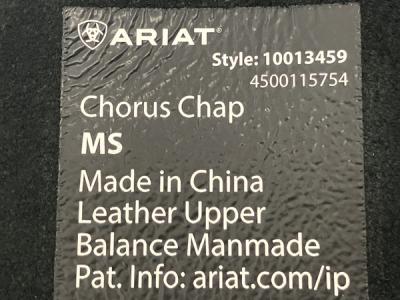 ARIAT
Style: 10013459
4500115754
Chorus Chap
MS
Made in China
Leather Upper
Balance Manmade
Pat. Info: ariat.com/ip